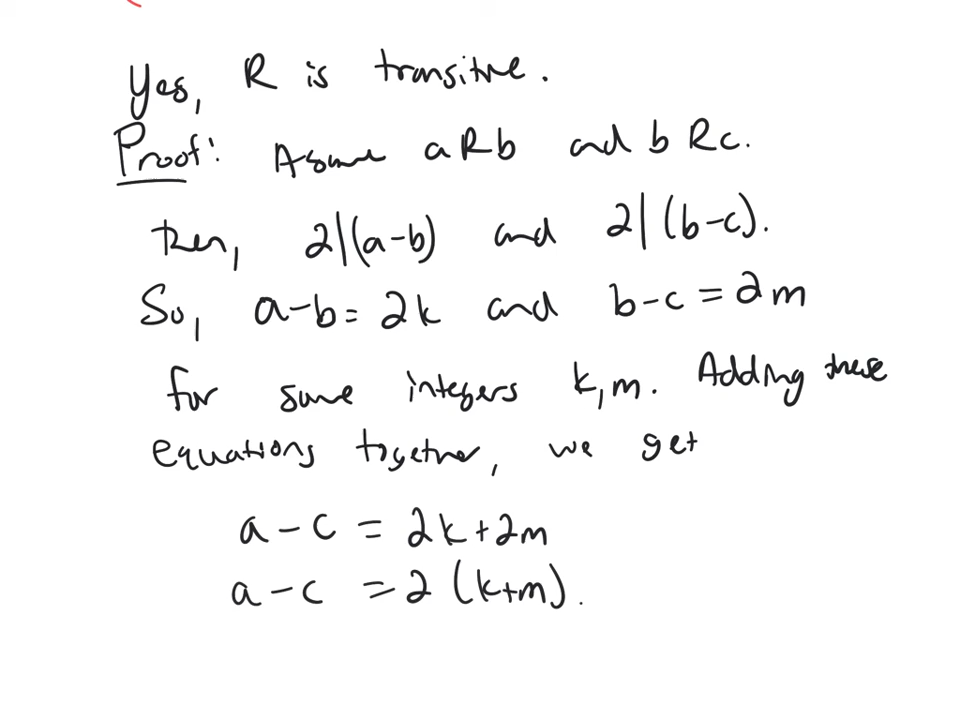 Yes, R is transitive.
Proof: Assume aRb and bRc.
then, 2|(a-b) and 2|(b-c).
So, a-b = 2k and b-c = 2m
for some integers k,m. Adding these
equations together, we get
a-c = 2k+2m
a-c = 2(k+m).